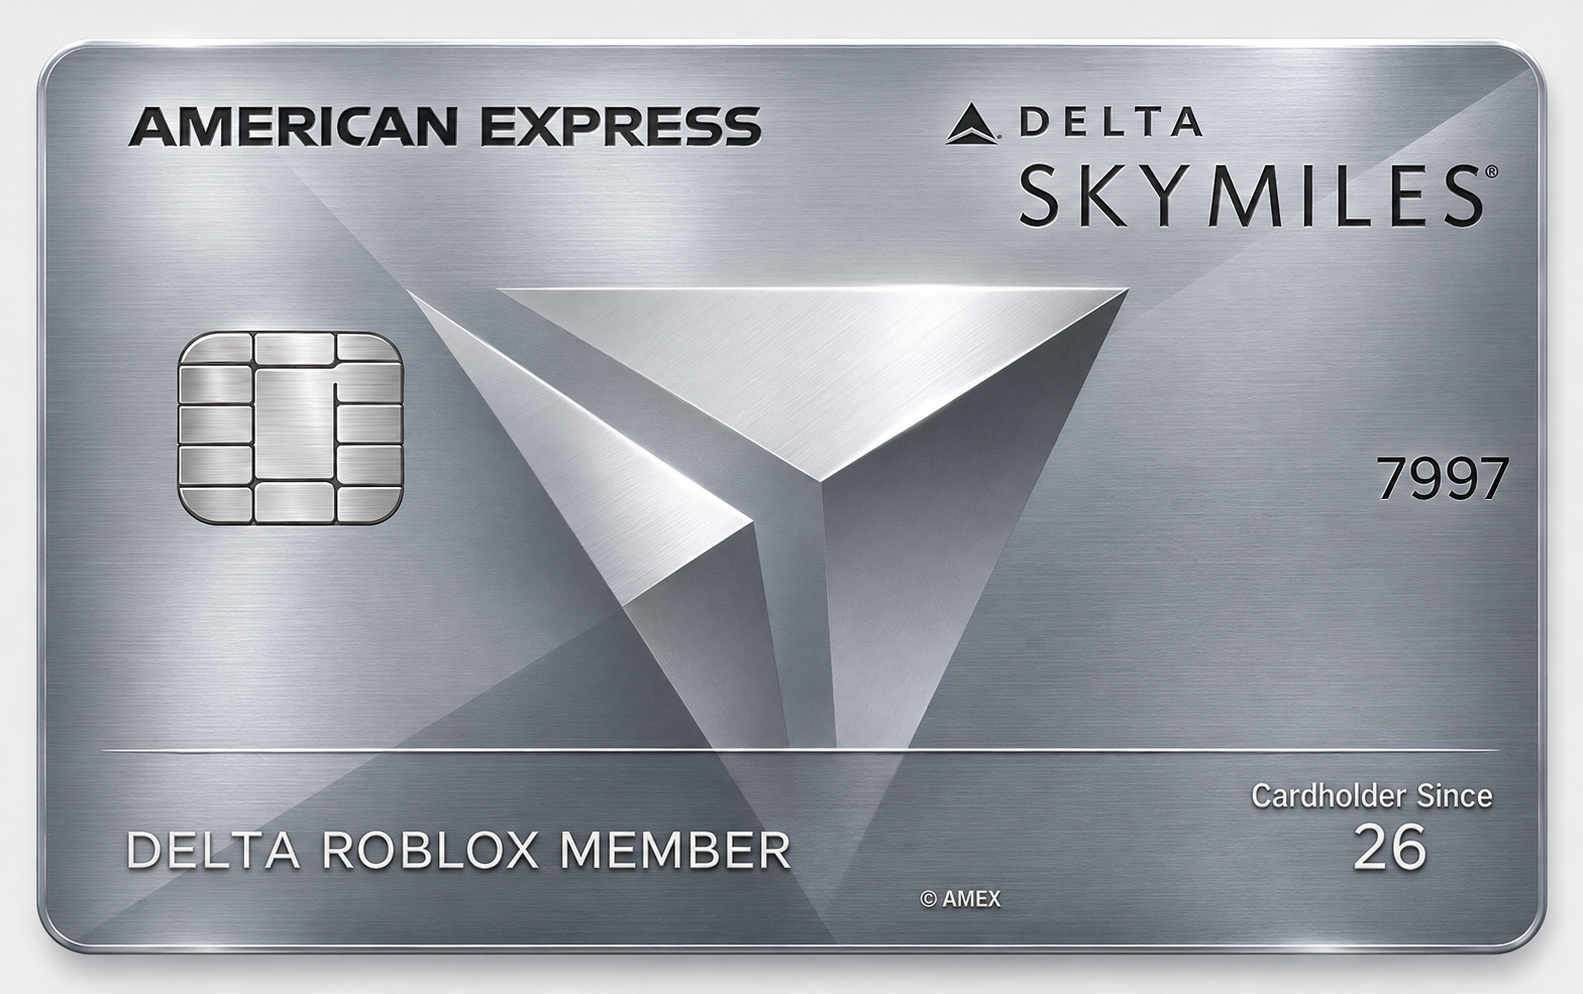 AMERICAN EXPRESS
DELTA
SKYMILES®
7997
Cardholder Since
26
DELTA ROBLOX MEMBER
© AMEX